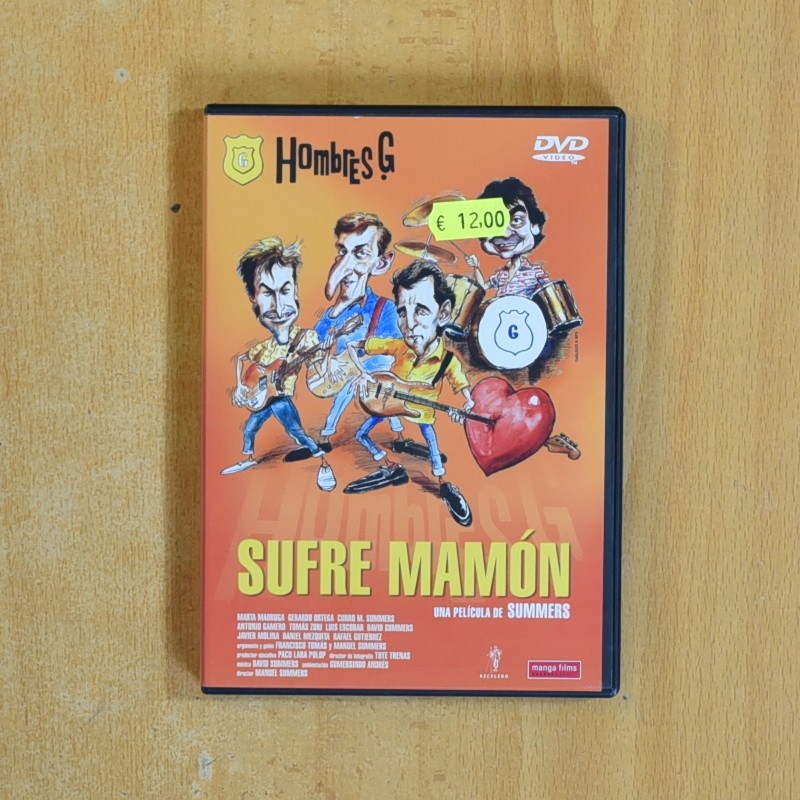 G
HOMBRES G
DVD
VIDEO
€ 12,00
G
HOMBRES G
SUFRE MAMÓN
UNA PELÍCULA DE SUMMERS
MARTA MADRUGA GERARDO ORTEGA CURRO M. SUMMERS
ANTONIO GAMERO TOMÁS ZORI LUIS ESCOBAR DAVID SUMMERS
JAVIER MOLINA DANIEL MEZQUITA RAFAEL GUTIERREZ
argumento y guión FRANCISCO TOMÁS Y MANUEL SUMMERS
productor ejecutivo PACO LARA POLOP director de fotografía TOTE TRENAS
música DAVID SUMMERS ambientación GUMERSINDO ANDRÉS
director MANUEL SUMMERS
manga films